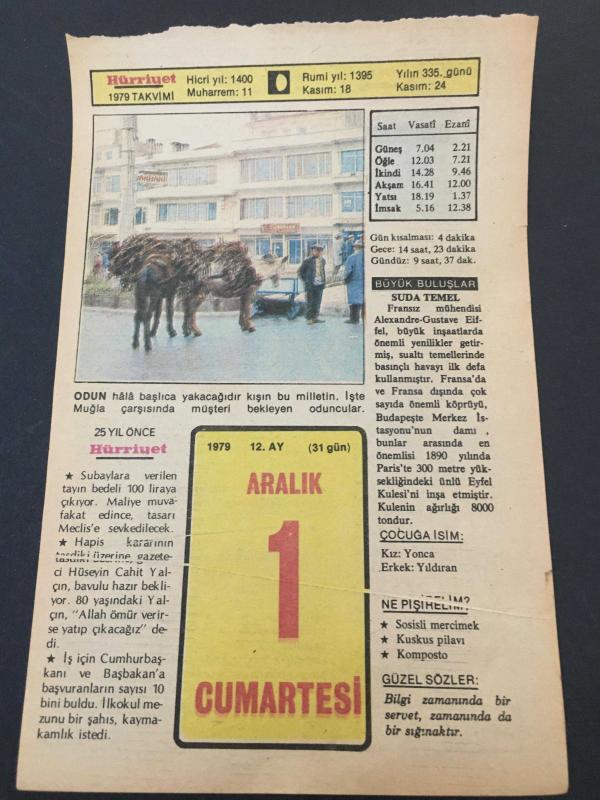 Hürriyet
1979 TAKVİMİ
Hicri yıl: 1400
Muharrem: 11
Rumi yıl: 1395
Kasım: 18
Yılın 335. günü
Kasım: 24
Saat Vasatî Ezanî
Güneş 7.04 2.21
Öğle 12.03 7.21
İkindi 14.28 9.46
Akşam 16.41 12.00
Yatsı 18.19 1.37
İmsak 5.16 12.38
Gün kısalması: 4 dakika
Gece: 14 saat, 23 dakika
Gündüz: 9 saat, 37 dak.
BÜYÜK BULUŞLAR
SUDA TEMEL
Fransız mühendisi
Alexandre-Gustave Eif-
fel, büyük inşaatlarda
önemli yenilikler getir-
miş, sualtı temellerinde
basınçlı havayı ilk defa
kullanmıştır. Fransa'da
ve Fransa dışında çok
sayıda önemli köprüyü,
Budapeşte Merkez İs-
tasyonu'nun damı ,
bunlar arasında en
önemlisi 1890 yılında
Paris'te 300 metre yük-
sekliğindeki ünlü Eyfel
Kulesi'ni inşa etmiştir.
Kulenin ağırlığı 8000
tondur.
ÇOCUĞA İSİM:
Kız: Yonca
Erkek: Yıldıran
NE PİŞİRELİM?
★ Sosisli mercimek
★ Kuskus pilavı
★ Komposto
GÜZEL SÖZLER:
Bilgi zamanında bir
servet, zamanında da
bir sığınaktır.
ODUN hâlâ başlıca yakacağıdır kışın bu milletin. İşte
Muğla çarşısında müşteri bekleyen oduncular.
25 YIL ÖNCE
Hürriyet
★ Subaylara verilen
tayın bedeli 100 liraya
çıkıyor. Maliye muva-
fakat edince, tasarı
Meclis'e sevkedilecek.
★ Hapis kararının
tasdiki üzerine, gazete-
ci Hüseyin Cahit Yal-
çın, bavulu hazır bekli-
yor. 80 yaşındaki Yal-
çın, "Allah ömür verir-
se yatıp çıkacağız" de-
di.
★ İş için Cumhurbaş-
kanı ve Başbakan'a
başvuranların sayısı 10
bini buldu. İlkokul me-
zunu bir şahıs, kayma-
kamlık istedi.
1979 12. AY (31 gün)
ARALIK
1
CUMARTESİ